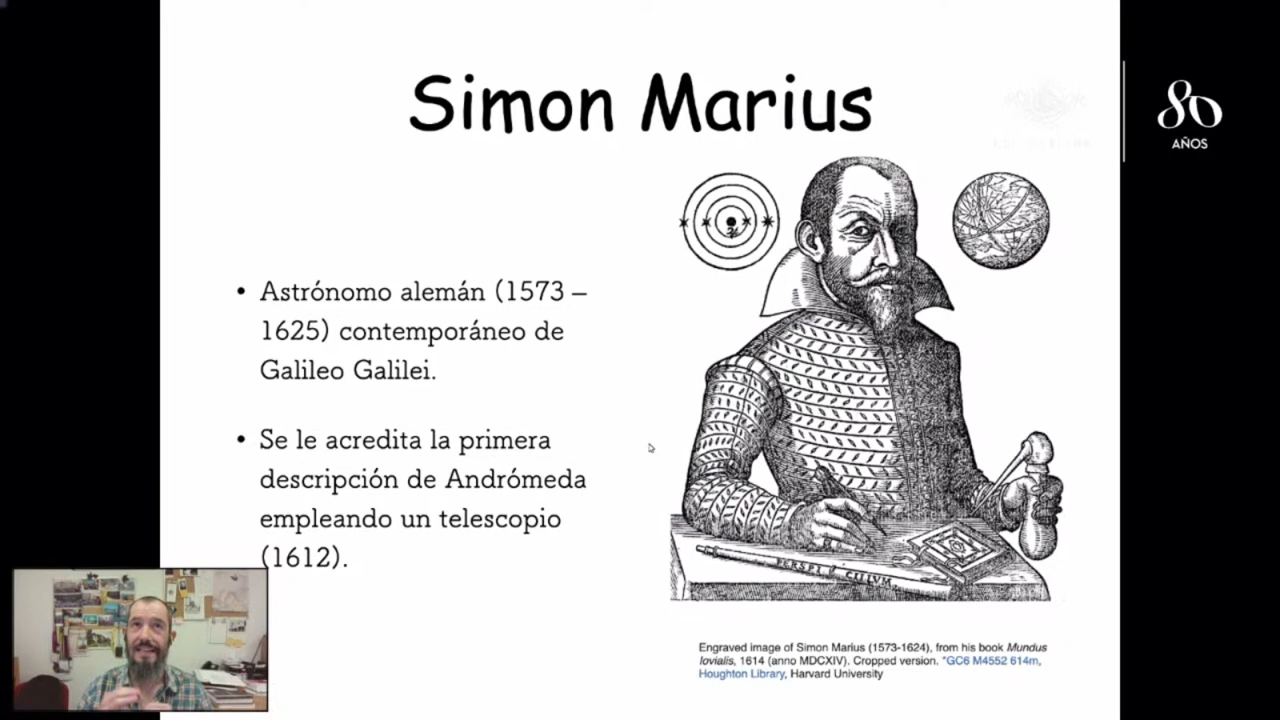 Simon Marius
80
AÑOS
• Astrónomo alemán (1573 –
1625) contemporáneo de
Galileo Galilei.
• Se le acredita la primera
descripción de Andrómeda
empleando un telescopio
(1612).
Engraved image of Simon Marius (1573-1624), from his book Mundus
Iovialis, 1614 (anno MDCXIV). Cropped version. *GC6 M4552 614m,
Houghton Library, Harvard University